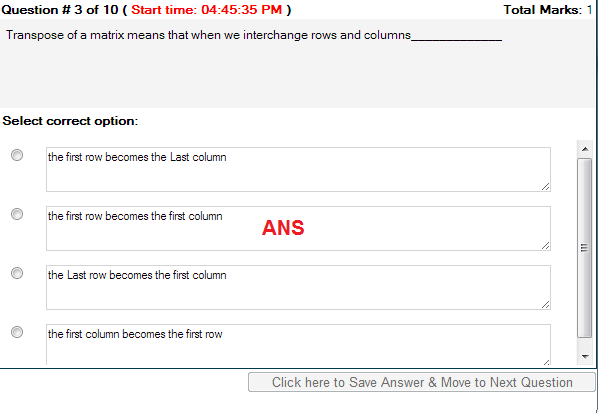 Question # 3 of 10 ( Start time: 04:45:35 PM ) Total Marks: 1
Transpose of a matrix means that when we interchange rows and columns______________
Select correct option:
the first row becomes the Last column
the first row becomes the first column
ANS
the Last row becomes the first column
the first column becomes the first row
Click here to Save Answer & Move to Next Question